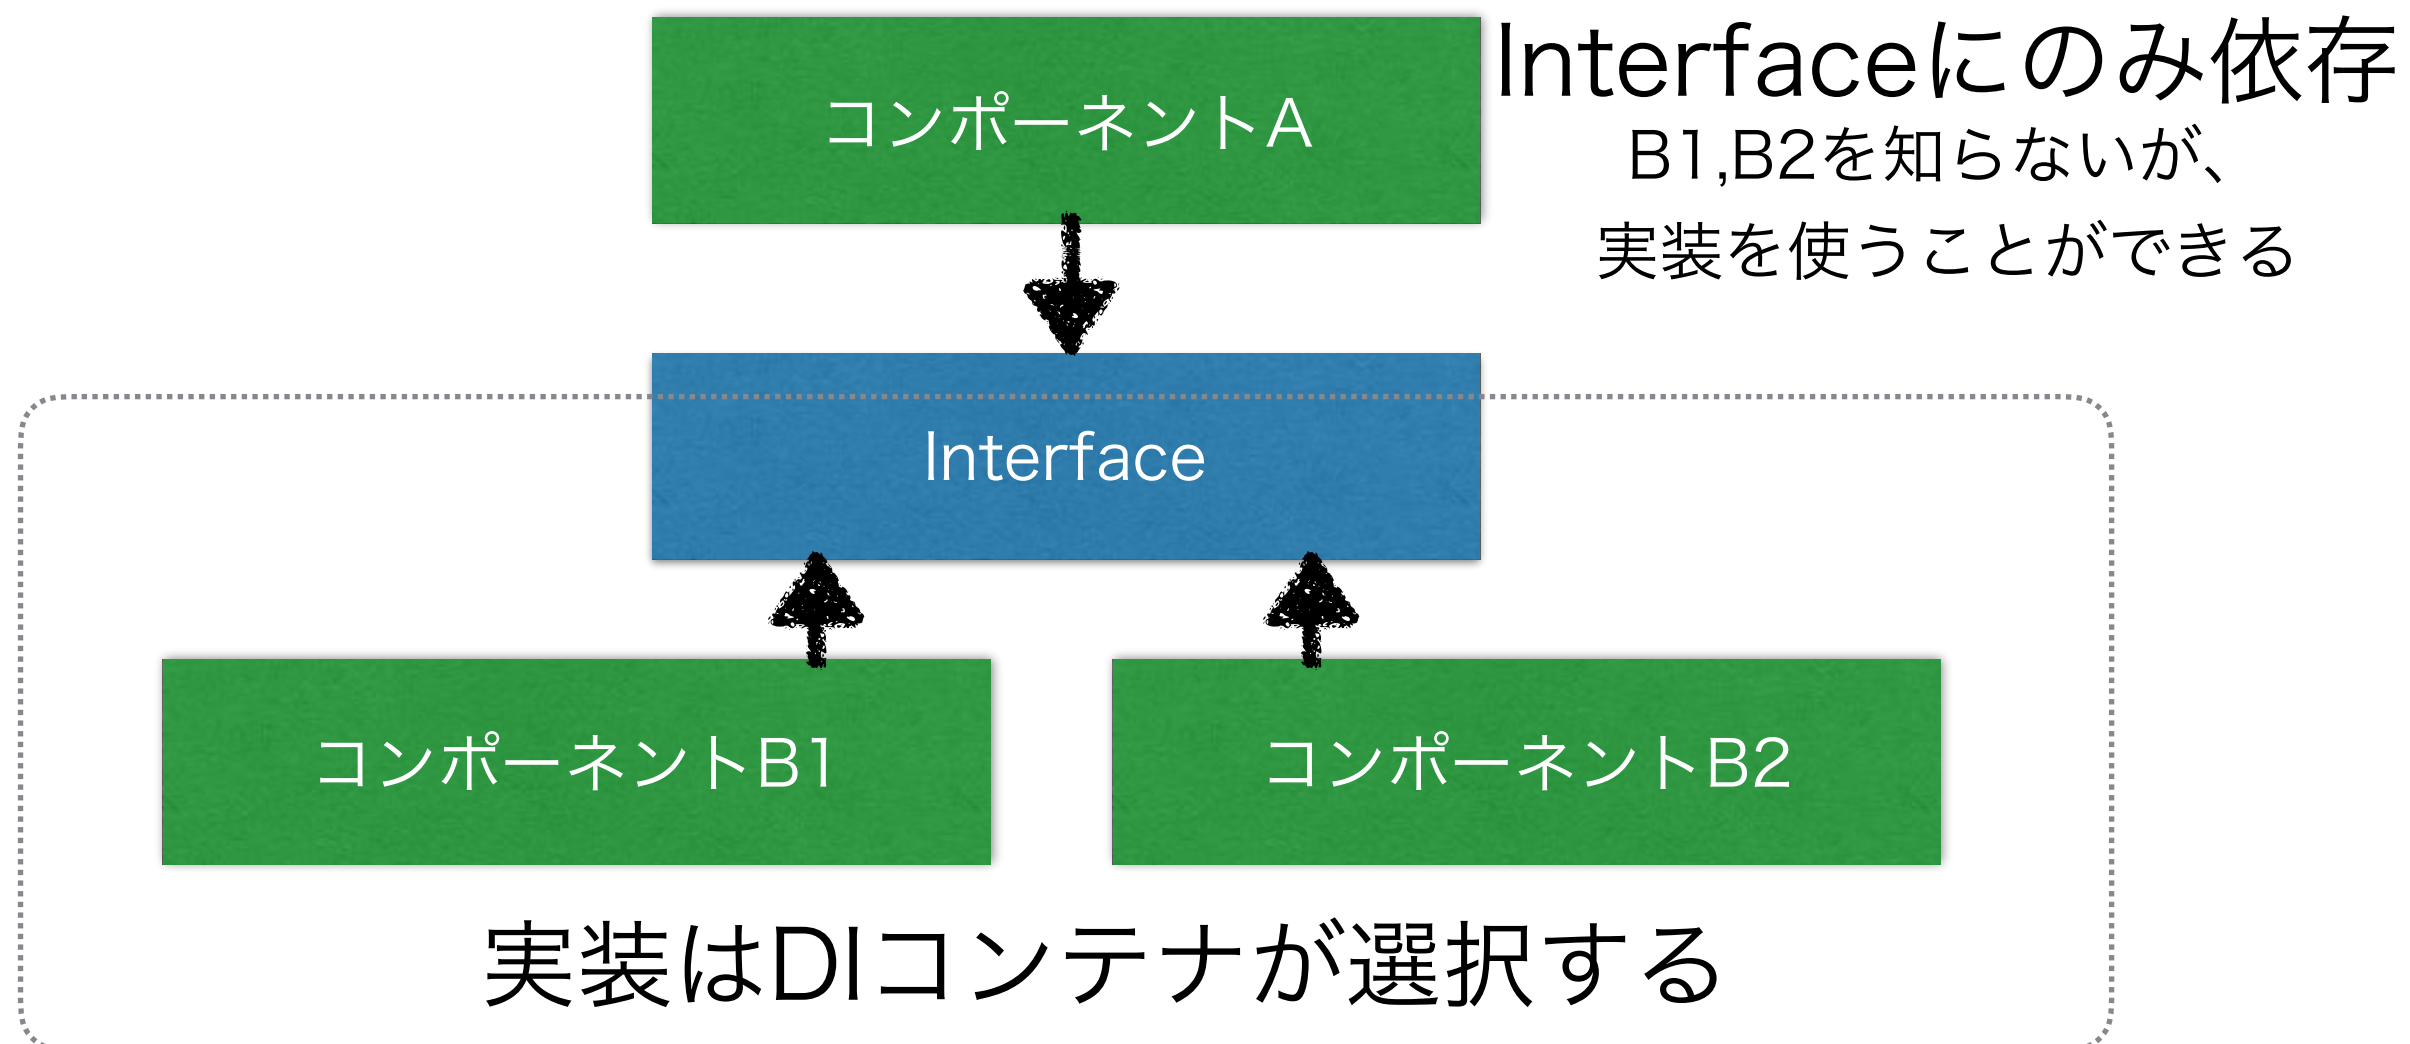 コンポーネントA
Interfaceにのみ依存
B1,B2を知らないが、
実装を使うことができる
Interface
コンポーネントB1
コンポーネントB2
実装はDIコンテナが選択する